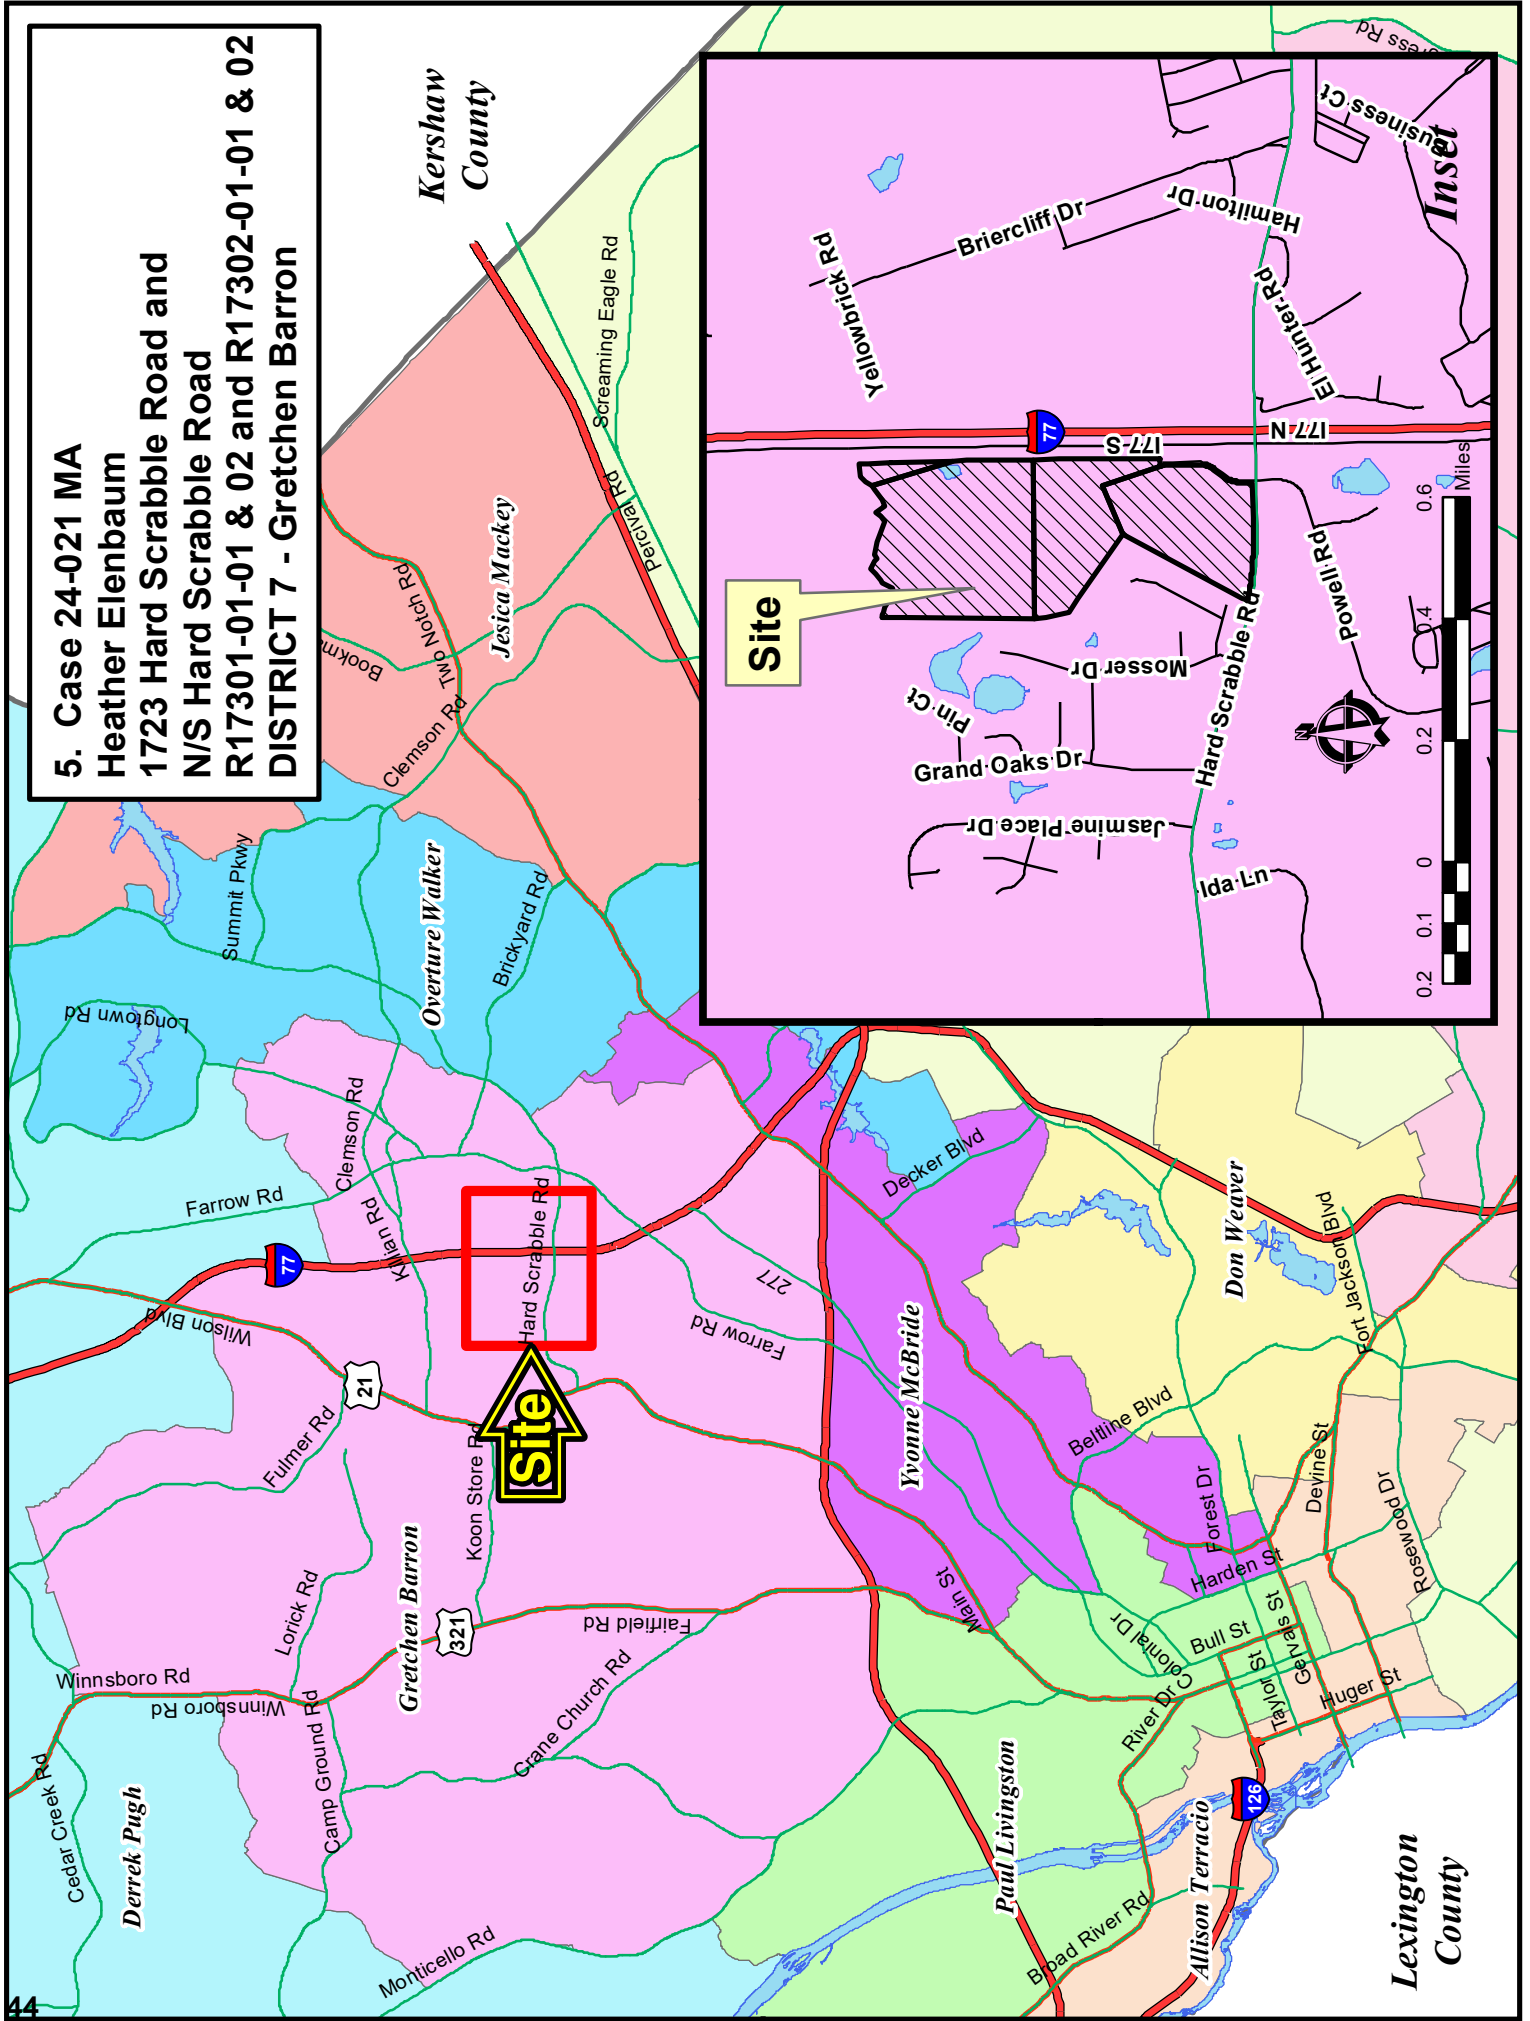 44
5. Case 24-021 MA
Heather Elenbaum
1723 Hard Scrabble Road and
N/S Hard Scrabble Road
R17301-01-01 & 02 and R17302-01-01 & 02
DISTRICT 7 - Gretchen Barron
Kershaw
County
Cedar Creek Rd
Derrek Pugh
Winnsboro Rd
Winnsboro Rd
Camp Ground Rd
Monticello Rd
Lorick Rd
Fulmer Rd
21
321
Gretchen Barron
Koon Store Rd
Crane Church Rd
Fairfield Rd
Wilson Blvd
77
Farrow Rd
Clemson Rd
Killian Rd
Hard Scrabble Rd
Site
Longtown Rd
Summit Pkwy
Overture Walker
Brickyard Rd
Clemson Rd
Two Notch Rd
Jesica Mackey
Percival Rd
Screaming Eagle Rd
277
Farrow Rd
Yvonne McBride
Decker Blvd
Main St
Beltline Blvd
Don Weaver
Fort Jackson Blvd
Forest Dr
Devine St
Harden St
Rosewood Dr
Colonial Dr
Bull St
Taylor St
Gervais St
Huger St
River Dr
126
Paul Livingston
Broad River Rd
Allison Terracio
Lexington
County
Site
Yellowbrick Rd
Briercliff Dr
Hamilton Dr
Business Ct
Inset
77
I77 S
I77 N
El Hunter Rd
Powell Rd
Pin Ct
Mosser Dr
Grand Oaks Dr
Jasmine Place Dr
Hard Scrabble Rd
Ida Ln
N
0.2 0.1 0 0.2 0.4 0.6
Miles